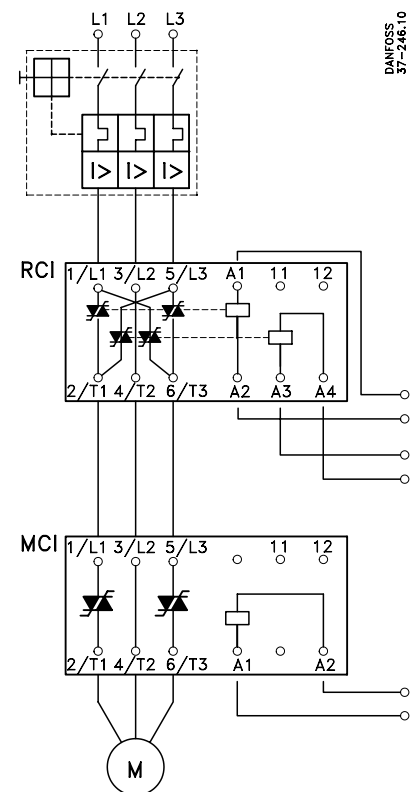 L1 L2 L3
DANFOSS
37-246.10
I> I> I>
RCI
1/L1 3/L2 5/L3 A1 11 12
2/T1 4/T2 6/T3 A2 A3 A4
MCI
1/L1 3/L2 5/L3 11 12
2/T1 4/T2 6/T3 A1 A2
M